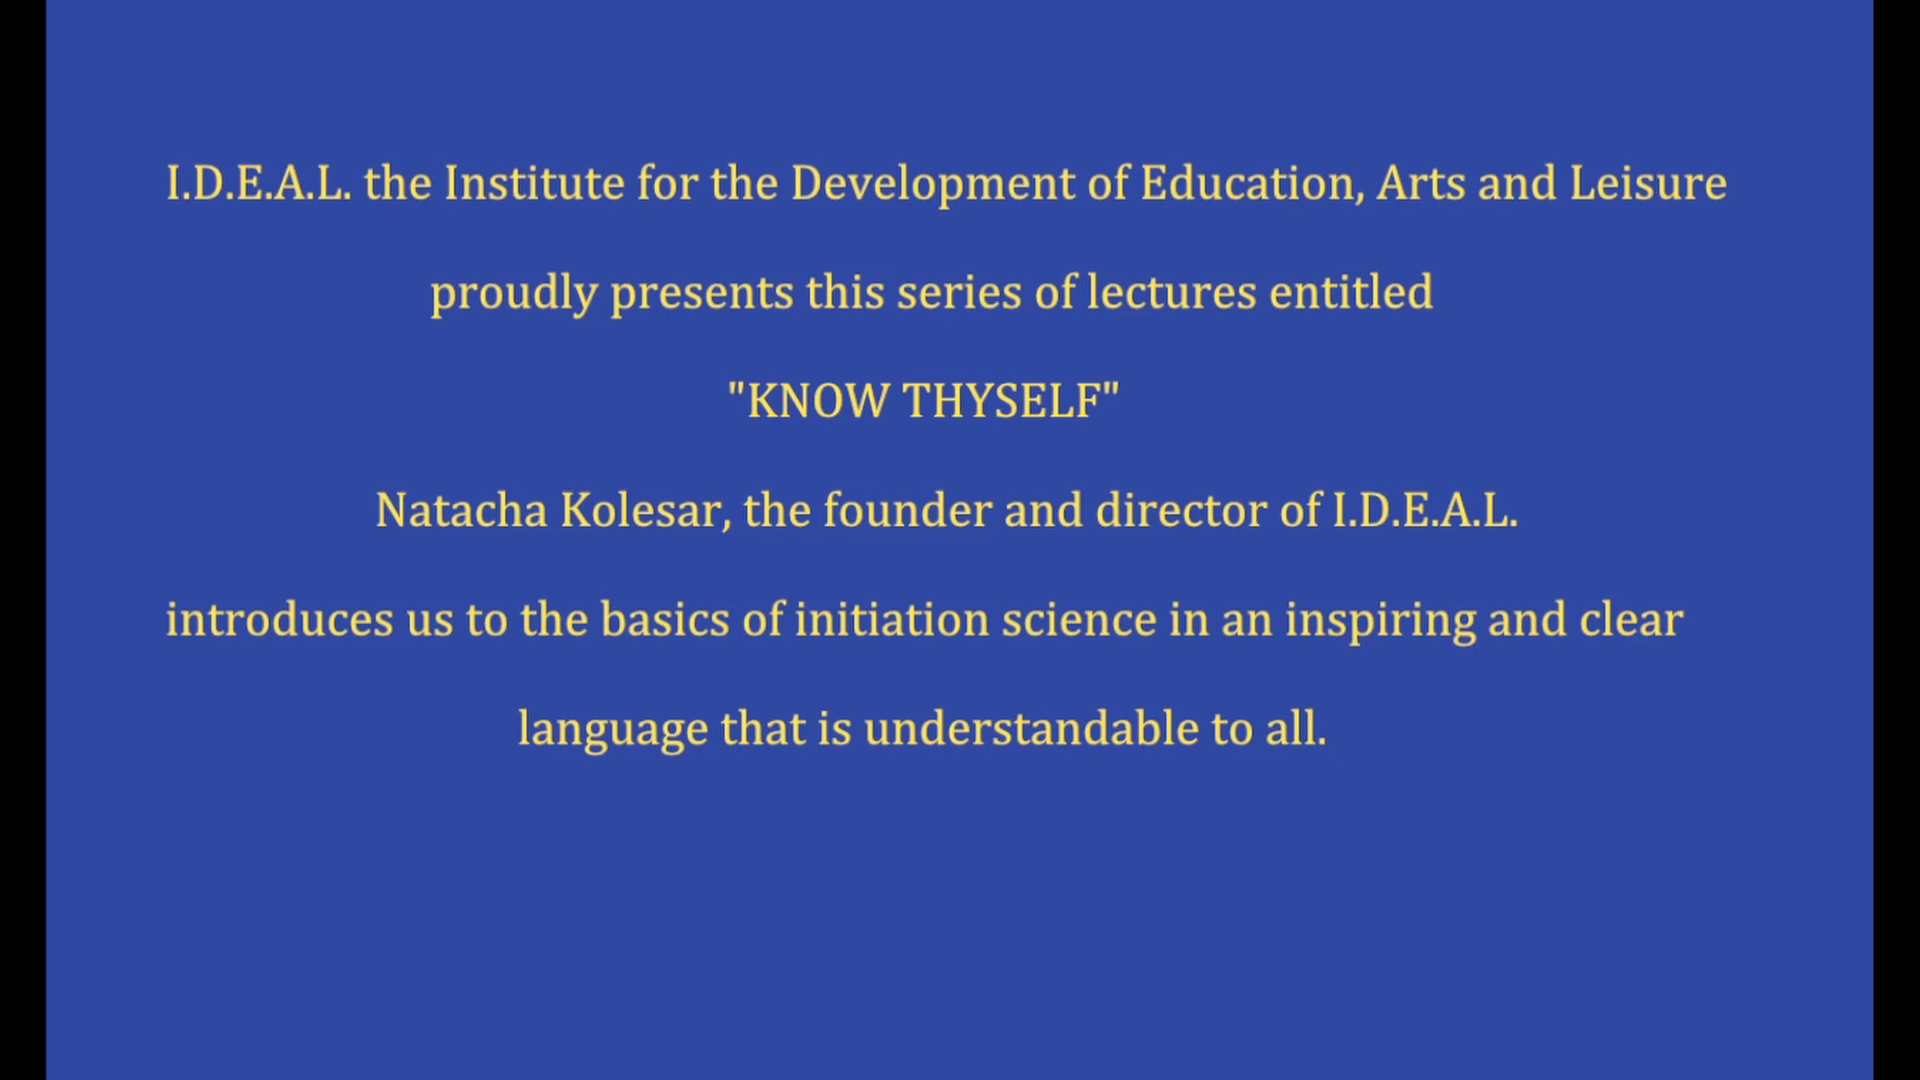 I.D.E.A.L. the Institute for the Development of Education, Arts and Leisure
proudly presents this series of lectures entitled
"KNOW THYSELF"
Natacha Kolesar, the founder and director of I.D.E.A.L.
introduces us to the basics of initiation science in an inspiring and clear
language that is understandable to all.